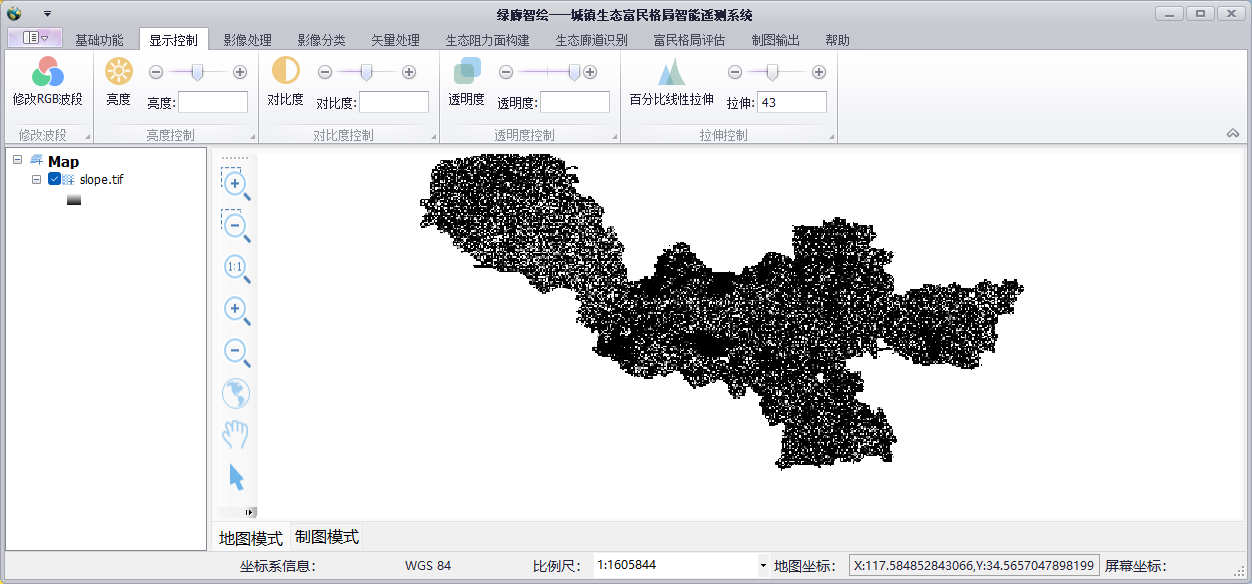 绿廊智绘——城镇生态富民格局智能遥测系统
基础功能 显示控制 影像处理 影像分类 矢量处理 生态阻力面构建 生态廊道识别 富民格局评估 制图输出 帮助
修改RGB波段 亮度 亮度: 对比度 对比度: 透明度 透明度: 百分比线性拉伸 拉伸: 43
修改波段 亮度控制 对比度控制 透明度控制 拉伸控制
Map
slope.tif
1:1
地图模式 制图模式
坐标系信息: WGS 84 比例尺: 1:1605844 地图坐标: X:117.584852843066,Y:34.5657047898199 屏幕坐标: